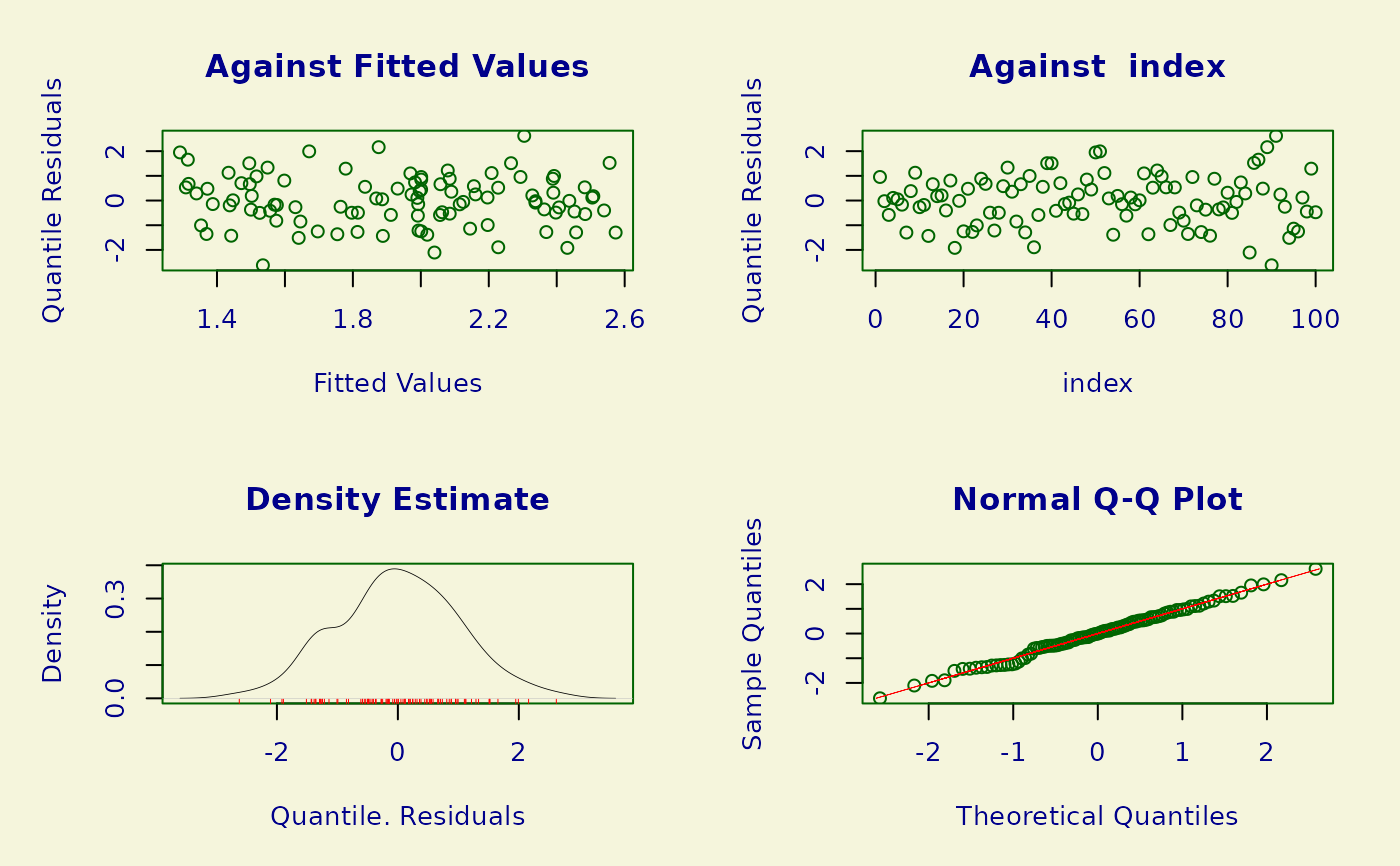 Against Fitted Values
Quantile Residuals
2
0
-2
1.4 1.8 2.2 2.6
Fitted Values
Against  index
Quantile Residuals
2
0
-2
0 20 40 60 80 100
index
Density Estimate
Density
0.3
0.0
-2 0 2
Quantile. Residuals
Normal Q-Q Plot
Sample Quantiles
2
0
-2
-2 -1 0 1 2
Theoretical Quantiles